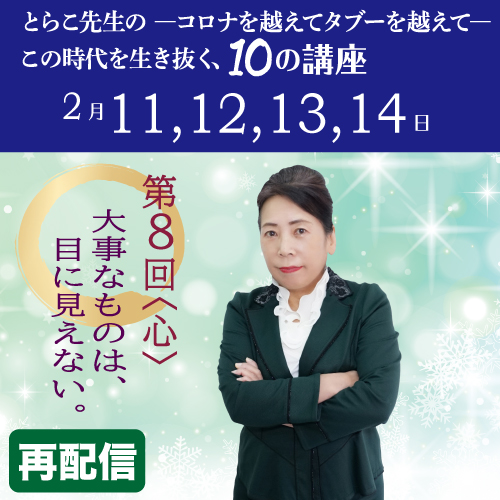 とらこ先生の ―コロナを越えてタブーを越えて―
この時代を生き抜く、10の講座
2月11,12,13,14日
第8回〈心〉
大事なものは、
目に見えない。
再配信